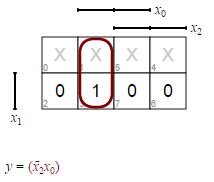 x₀
x₂
X X X X
0 1 5 4
0 1 0 0
2 3 7 6
x₁
y = (x̄₂x₀)